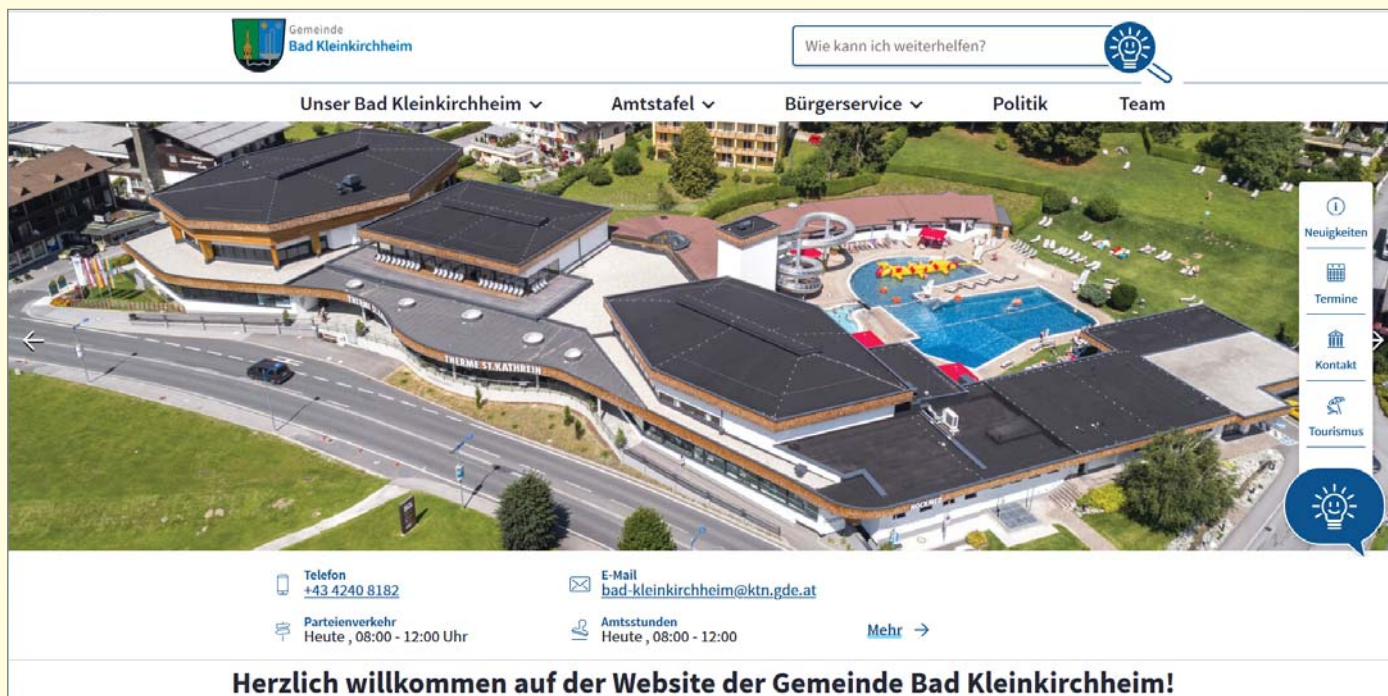 Gemeinde
Bad Kleinkirchheim
Wie kann ich weiterhelfen?
Unser Bad Kleinkirchheim
Amtstafel
Bürgerservice
Politik
Team
THERME ST.KATHREIN
NOCKMEZ
Neuigkeiten
Termine
Kontakt
Tourismus
Telefon
+43 4240 8182
E-Mail
bad-kleinkirchheim@ktn.gde.at
Parteienverkehr
Heute , 08:00 - 12:00 Uhr
Amtsstunden
Heute , 08:00 - 12:00
Mehr
Herzlich willkommen auf der Website der Gemeinde Bad Kleinkirchheim!